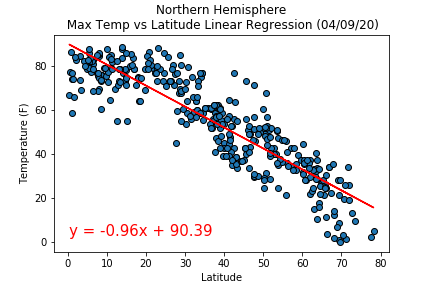 Northern Hemisphere
Max Temp vs Latitude Linear Regression (04/09/20)
Temperature (F)
80
60
40
20
0
y = -0.96x + 90.39
0 10 20 30 40 50 60 70 80
Latitude